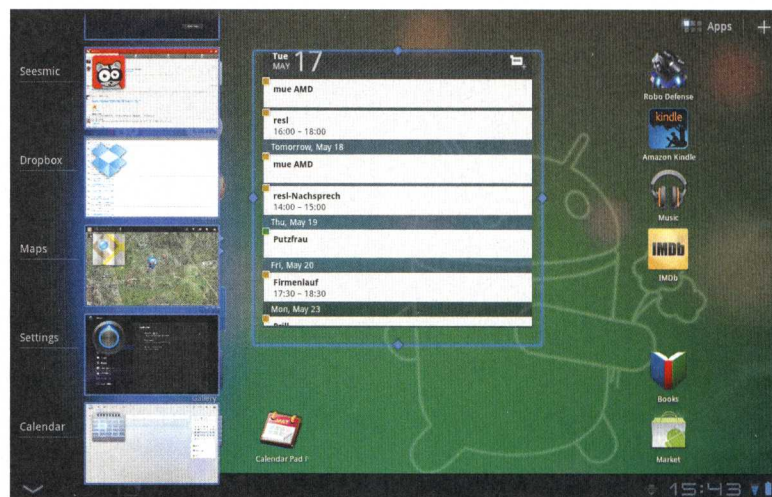 Apps
Seesmic
Dropbox
Maps
Settings
Gallery
Calendar
Tue
MAY 17
mue AMD
resl
16:00 – 18:00
Tomorrow, May 18
mue AMD
resl-Nachsprech
14:00 – 15:00
Thu, May 19
Putzfrau
Fri, May 20
Firmenlauf
17:30 – 18:30
Mon, May 23
Calendar Pad
Robo Defense
kindle
Amazon Kindle
Music
IMDb
IMDb
Books
Market
15:43